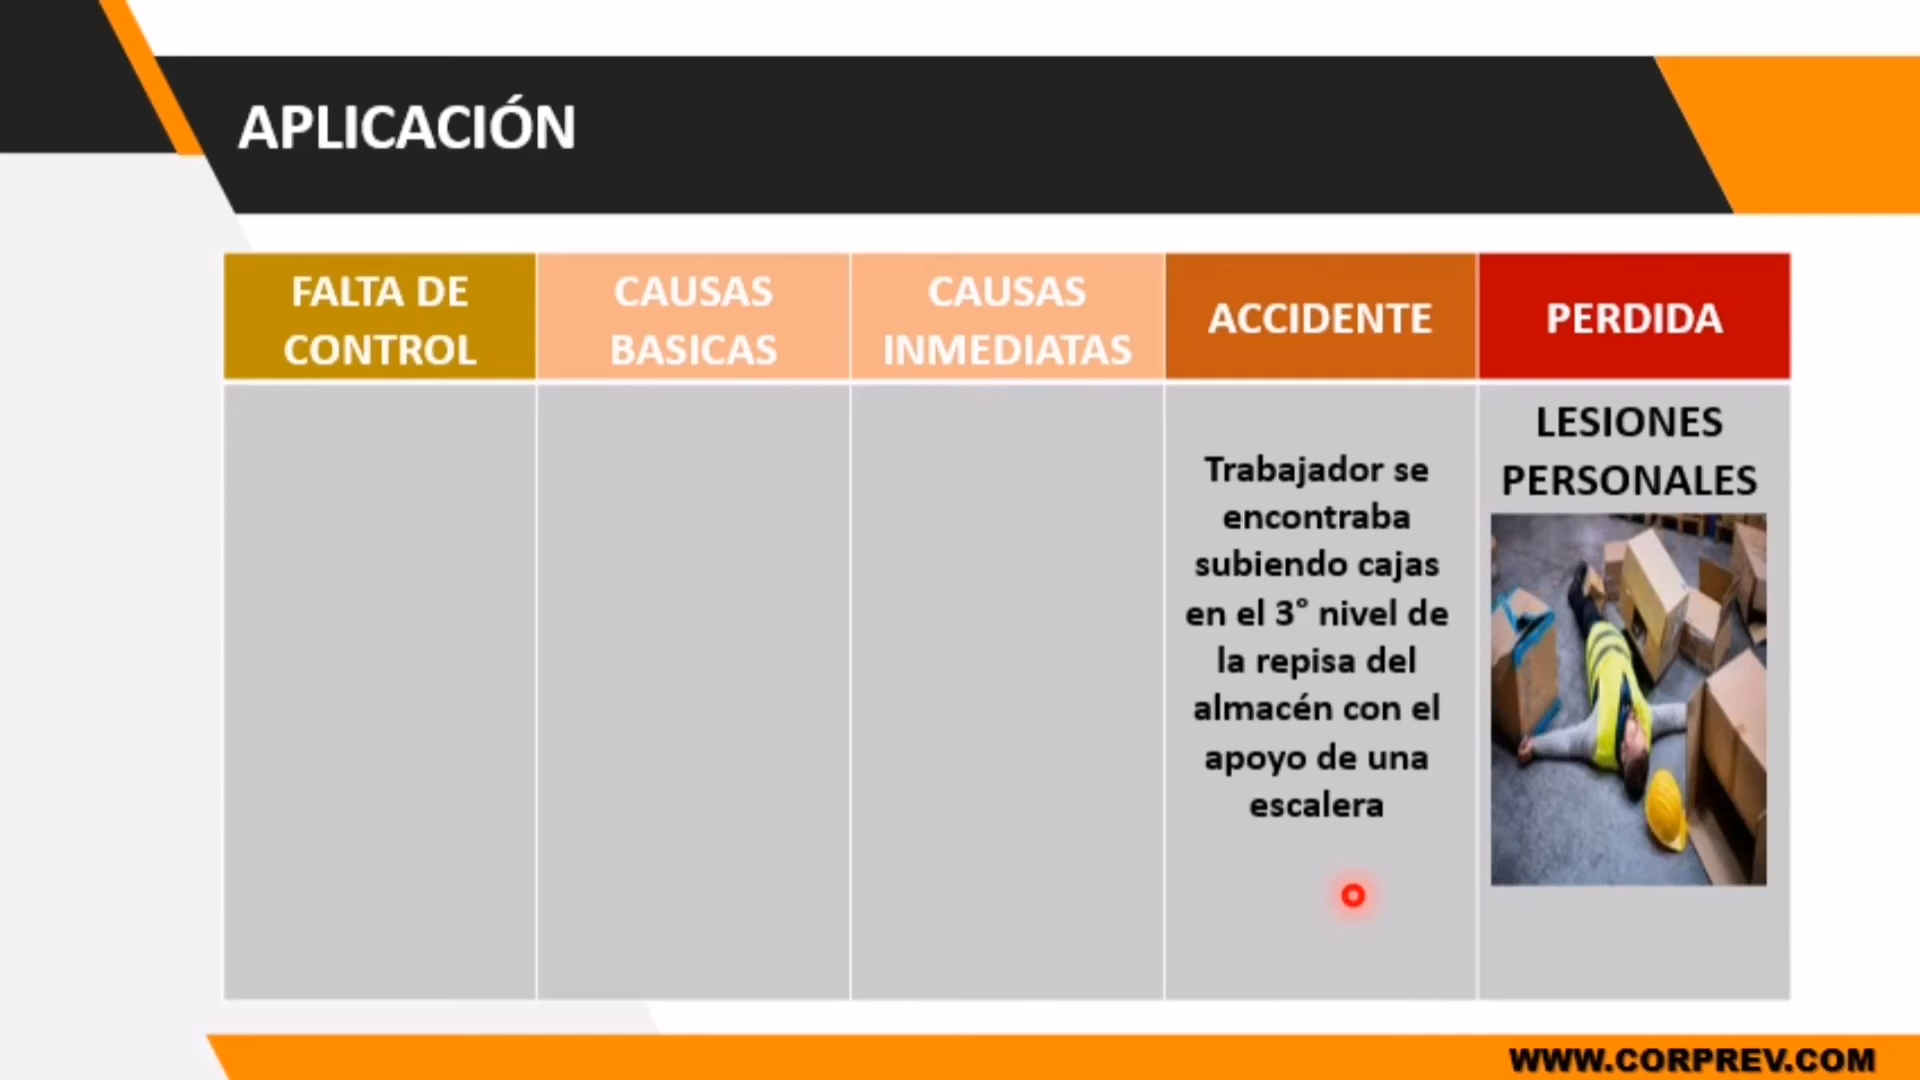 APLICACIÓN
FALTA DE
CONTROL
CAUSAS
BASICAS
CAUSAS
INMEDIATAS
ACCIDENTE
PERDIDA
Trabajador se
encontraba
subiendo cajas
en el 3° nivel de
la repisa del
almacén con el
apoyo de una
escalera
LESIONES
PERSONALES
WWW.CORPREV.COM